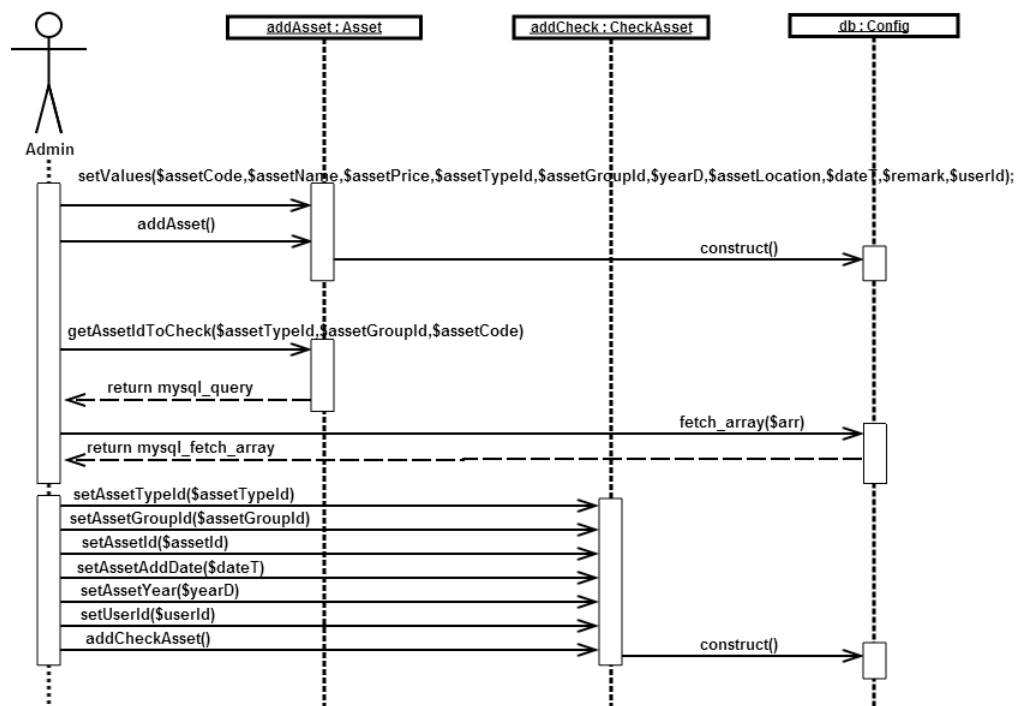 addAsset : Asset
addCheck : CheckAsset
db : Config
Admin
setValues($assetCode,$assetName,$assetPrice,$assetTypeId,$assetGroupId,$yearD,$assetLocation,$dateT,$remark,$userId);
addAsset()
construct()
getAssetIdToCheck($assetTypeId,$assetGroupId,$assetCode)
return mysql_query
fetch_array($arr)
return mysql_fetch_array
setAssetTypeId($assetTypeId)
setAssetGroupId($assetGroupId)
setAssetId($assetId)
setAssetAddDate($dateT)
setAssetYear($yearD)
setUserId($userId)
addCheckAsset()
construct()